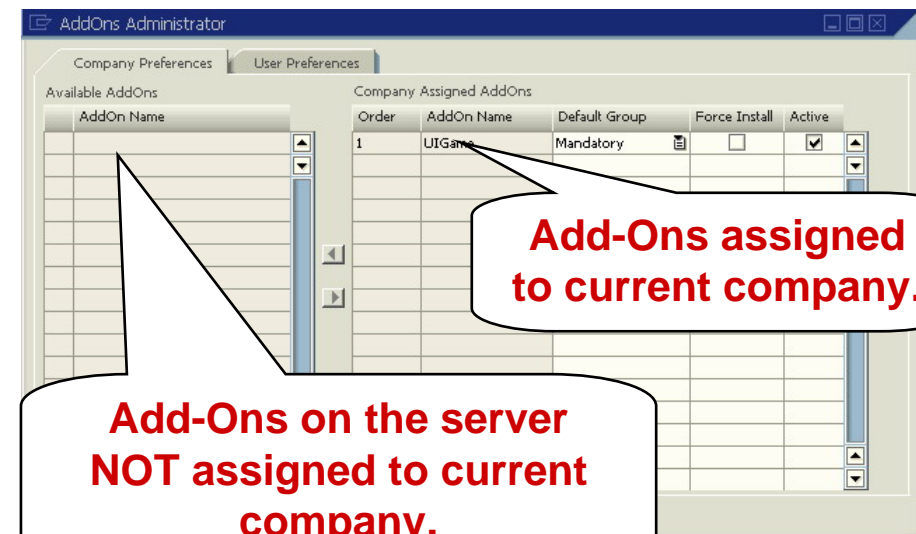 AddOns Administrator
Company Preferences User Preferences
Available AddOns Company Assigned AddOns
AddOn Name Order AddOn Name Default Group Force Install Active
1 UIGame Mandatory
Add-Ons assigned
to current company.
Add-Ons on the server
NOT assigned to current
company.